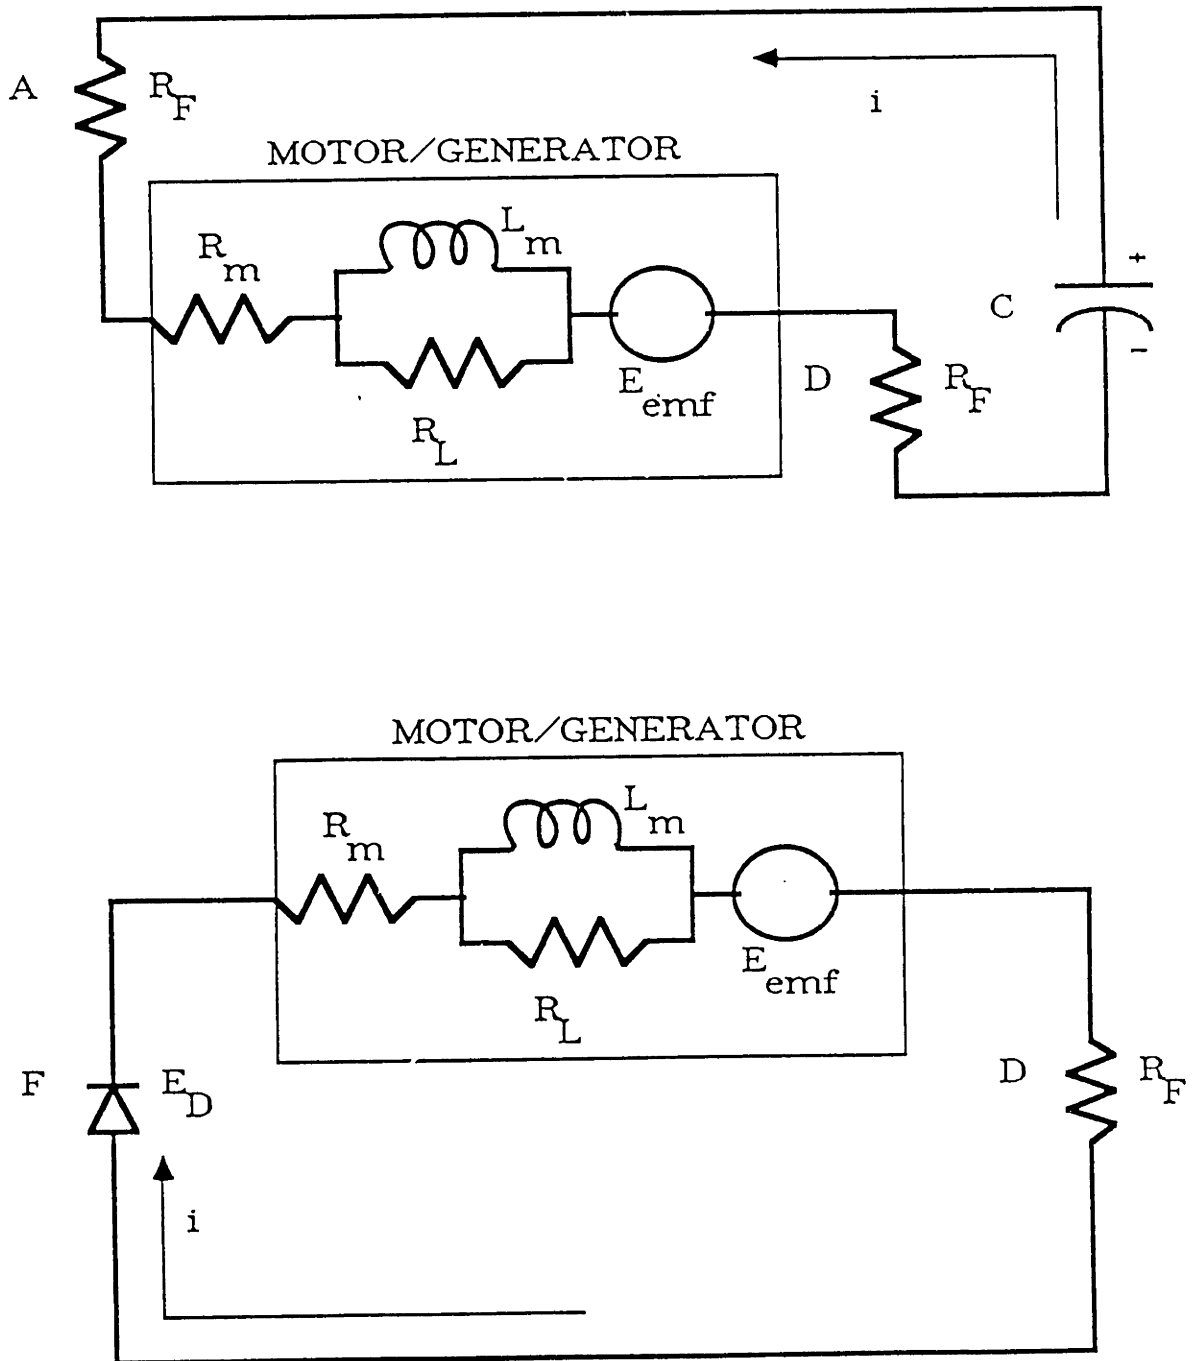 A
R_F
i
MOTOR/GENERATOR
R_m
L_m
+
C
D
R_F
E_emf
-
R_L
MOTOR/GENERATOR
R_m
L_m
E_emf
R_L
F
E_D
D
R_F
i